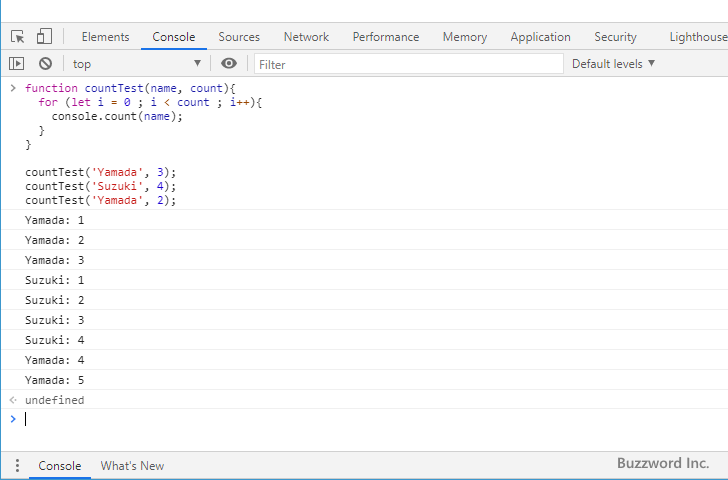 Elements Console Sources Network Performance Memory Application Security Lighthouse
top Filter Default levels
function countTest(name, count){
  for (let i = 0 ; i < count ; i++){
    console.count(name);
  }
}
countTest('Yamada', 3);
countTest('Suzuki', 4);
countTest('Yamada', 2);
Yamada: 1
Yamada: 2
Yamada: 3
Suzuki: 1
Suzuki: 2
Suzuki: 3
Suzuki: 4
Yamada: 4
Yamada: 5
undefined
Console What's New
Buzzword Inc.